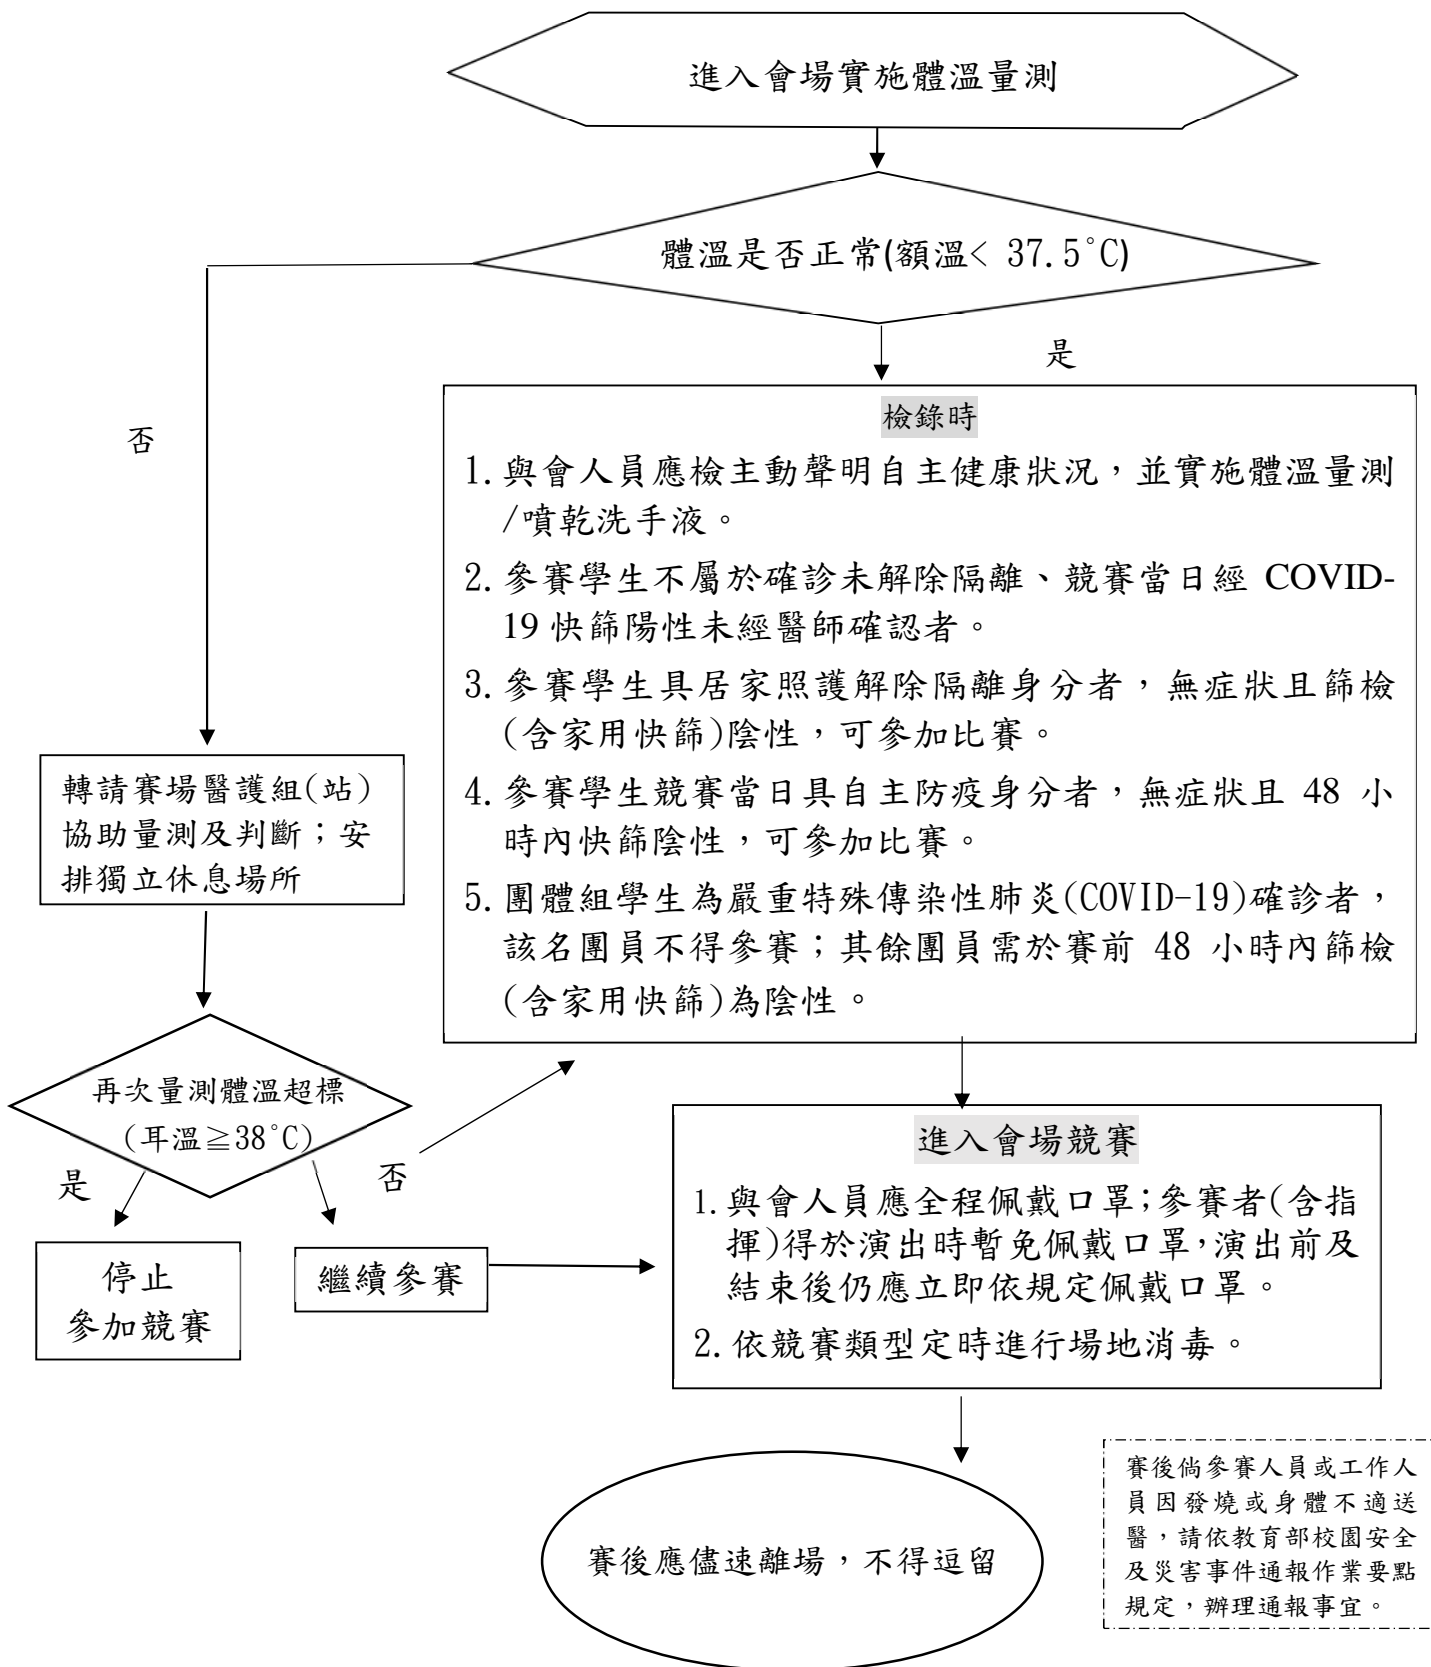 進入會場實施體溫量測
體溫是否正常(額溫< 37.5°C)
是
否
檢錄時
1. 與會人員應檢主動聲明自主健康狀況，並實施體溫量測
/噴乾洗手液。
2. 參賽學生不屬於確診未解除隔離、競賽當日經 COVID-
19 快篩陽性未經醫師確認者。
3. 參賽學生具居家照護解除隔離身分者，無症狀且篩檢
(含家用快篩)陰性，可參加比賽。
4. 參賽學生競賽當日具自主防疫身分者，無症狀且 48 小
時內快篩陰性，可參加比賽。
5. 團體組學生為嚴重特殊傳染性肺炎(COVID-19)確診者，
該名團員不得參賽；其餘團員需於賽前 48 小時內篩檢
(含家用快篩)為陰性。
轉請賽場醫護組(站)
協助量測及判斷；安
排獨立休息場所
再次量測體溫超標
(耳溫≧38°C)
是
否
停止
參加競賽
繼續參賽
進入會場競賽
1. 與會人員應全程佩戴口罩；參賽者(含指
揮)得於演出時暫免佩戴口罩，演出前及
結束後仍應立即依規定佩戴口罩。
2. 依競賽類型定時進行場地消毒。
賽後應儘速離場，不得逗留
賽後倘參賽人員或工作人
員因發燒或身體不適送
醫，請依教育部校園安全
及災害事件通報作業要點
規定，辦理通報事宜。